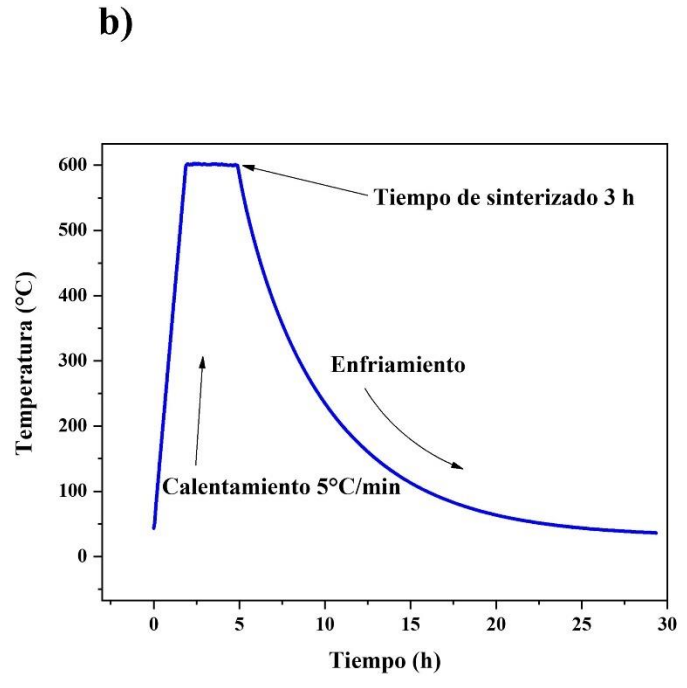 b)
600
Tiempo de sinterizado 3 h
500
400
Enfriamiento
300
200
Calentamiento 5°C/min
100
0
Temperatura (°C)
0 5 10 15 20 25 30
Tiempo (h)